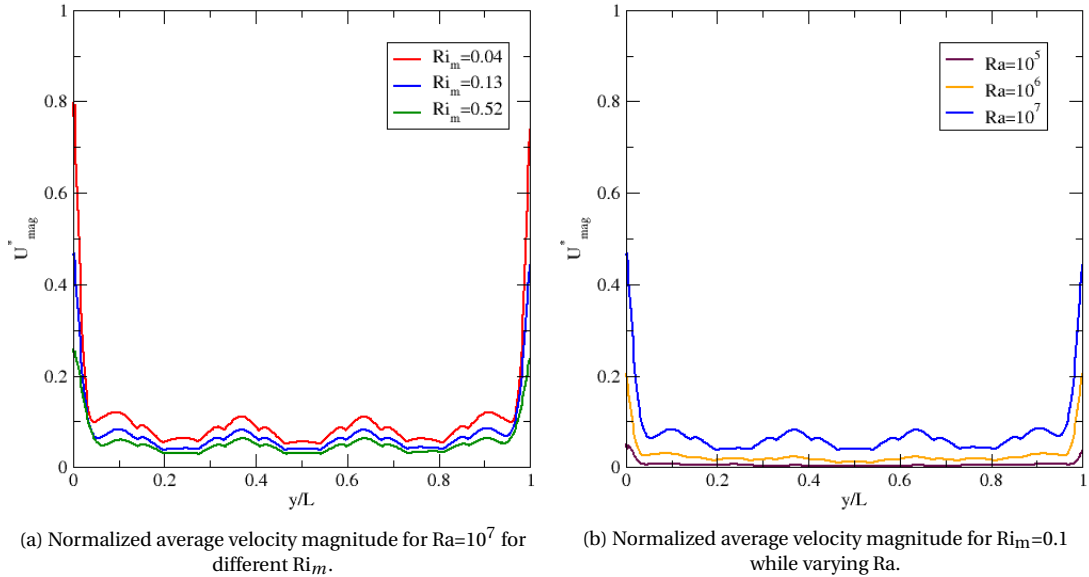 1
0.8
0.6
0.4
0.2
0
U*mag
0 0.2 0.4 0.6 0.8 1
y/L
Rim=0.04
Rim=0.13
Rim=0.52
(a) Normalized average velocity magnitude for Ra=10⁷ for
different Rim.
1
0.8
0.6
0.4
0.2
0
U*mag
0 0.2 0.4 0.6 0.8 1
y/L
Ra=10⁵
Ra=10⁶
Ra=10⁷
(b) Normalized average velocity magnitude for Rim=0.1
while varying Ra.